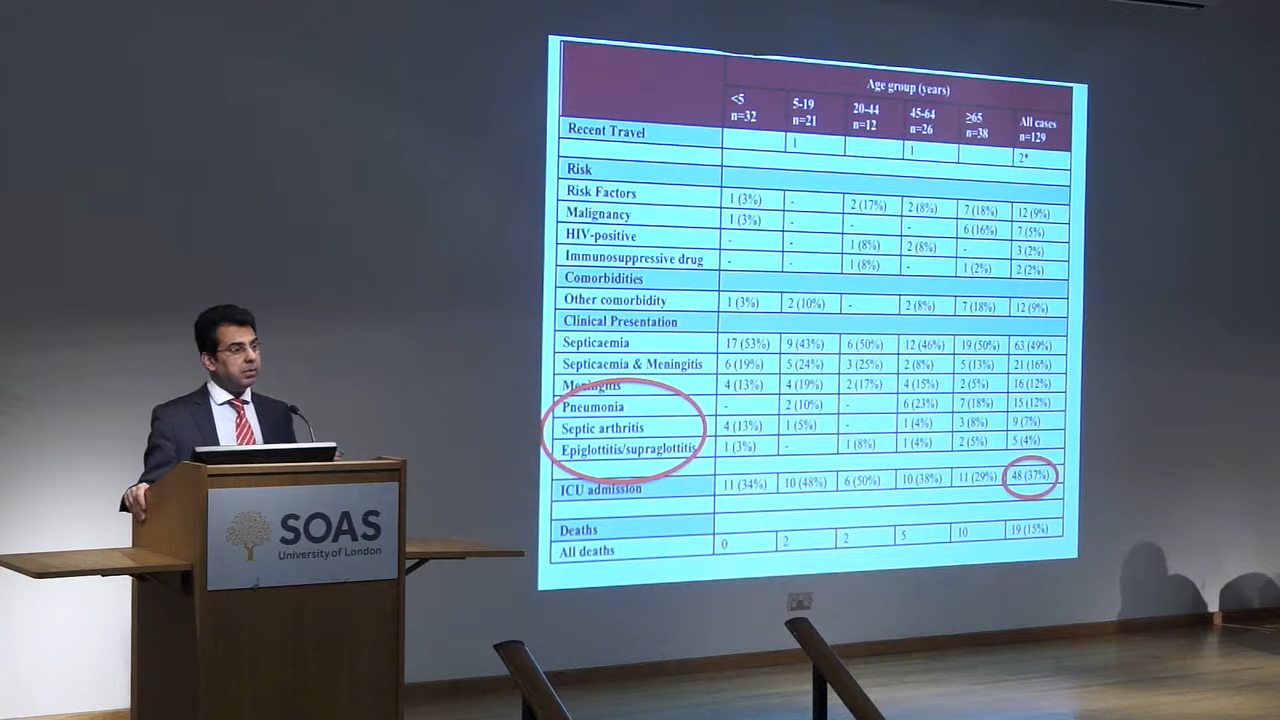 Age group (years)
<5 5-19 20-44 45-64 ≥65 All cases
n=32 n=21 n=12 n=26 n=38 n=129
Recent Travel 1 1 2*
Risk
Risk Factors 1 (3%) - 2 (17%) 2 (8%) 7 (18%) 12 (9%)
Malignancy 1 (3%) - - - 6 (16%) 7 (5%)
HIV-positive - - 1 (8%) 2 (8%) - 3 (2%)
Immunosuppressive drug - - 1 (8%) - 1 (2%) 2 (2%)
Comorbidities
Other comorbidity 1 (3%) 2 (10%) - 2 (8%) 7 (18%) 12 (9%)
Clinical Presentation
Septicaemia 17 (53%) 9 (43%) 6 (50%) 12 (46%) 19 (50%) 63 (49%)
Septicaemia & Meningitis 6 (19%) 5 (24%) 3 (25%) 2 (8%) 5 (13%) 21 (16%)
Meningitis 4 (13%) 4 (19%) 2 (17%) 4 (15%) 2 (5%) 16 (12%)
Pneumonia - 2 (10%) - 6 (23%) 7 (18%) 15 (12%)
Septic arthritis 4 (13%) 1 (5%) - 1 (4%) 3 (8%) 9 (7%)
Epiglottitis/supraglottitis 1 (3%) - 1 (8%) 1 (4%) 2 (5%) 5 (4%)
ICU admission 11 (34%) 10 (48%) 6 (50%) 10 (38%) 11 (29%) 48 (37%)
Deaths
All deaths 0 2 2 5 10 19 (15%)
SOAS
University of London